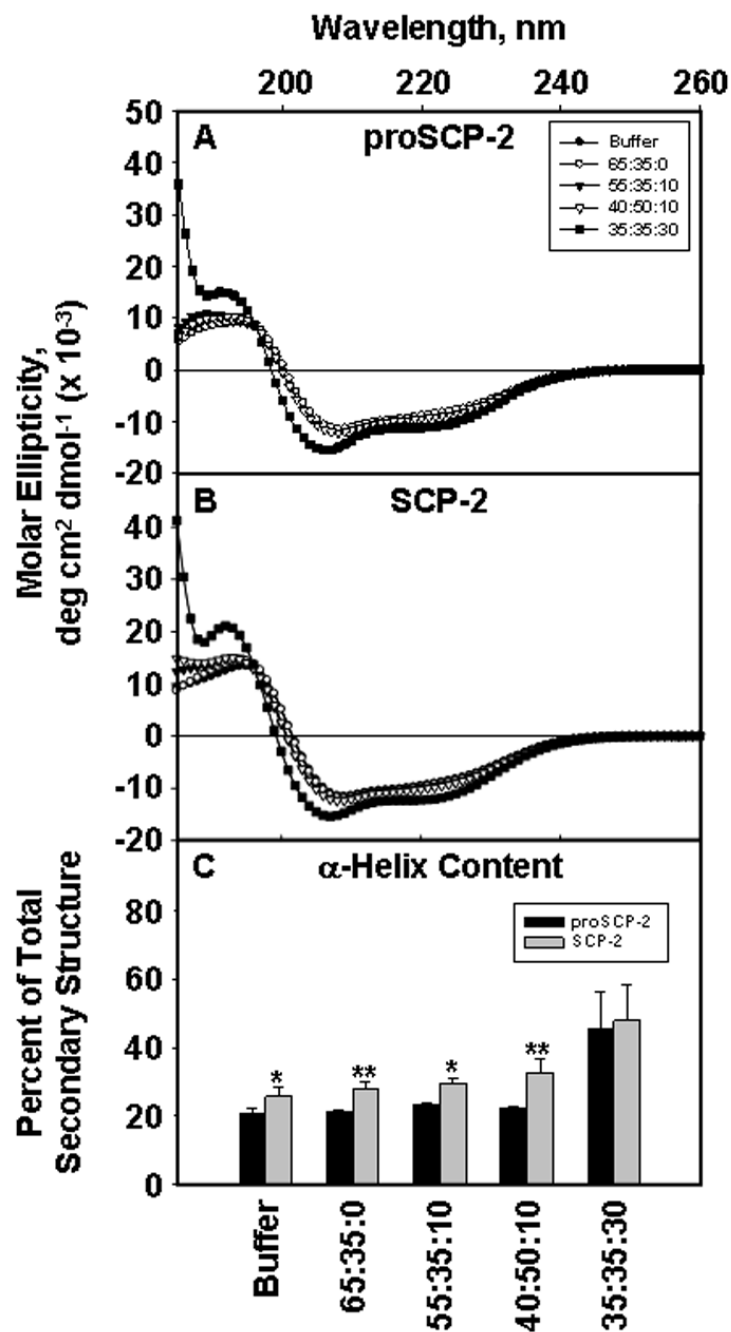 Wavelength, nm
200 220 240 260
Molar Ellipticity,
deg cm² dmol⁻¹ (x 10⁻³)
50
40
30
20
10
0
-10
-20
A
proSCP-2
Buffer
65:35:0
55:35:10
40:50:10
35:35:30
40
30
20
10
0
-10
-20
B
SCP-2
Percent of Total
Secondary Structure
80
60
40
20
0
C
α-Helix Content
proSCP-2
SCP-2
* ** * **
Buffer
65:35:0
55:35:10
40:50:10
35:35:30